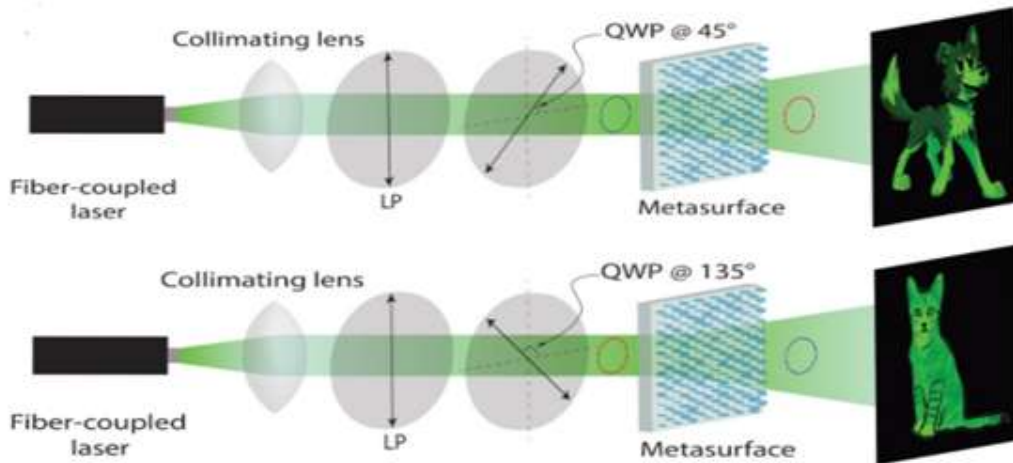 Collimating lens
QWP @ 45°
Fiber-coupled
laser
LP
Metasurface
Collimating lens
QWP @ 135°
Fiber-coupled
laser
LP
Metasurface